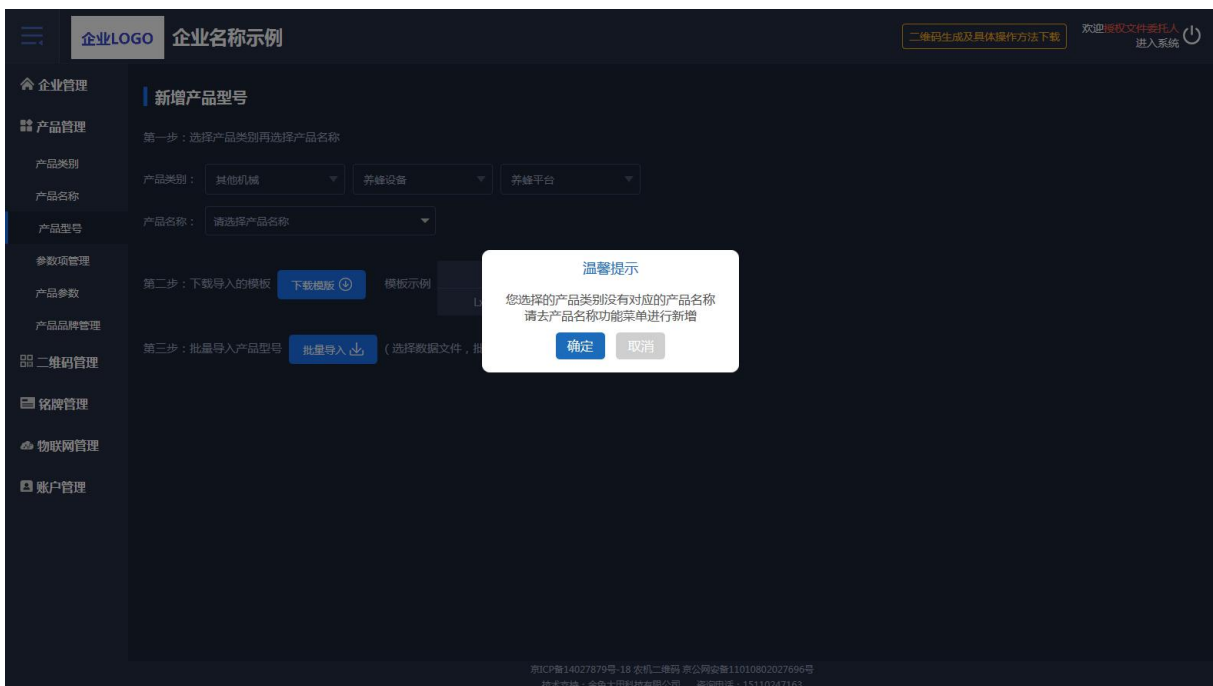 企业LOGO 企业名称示例
二维码生成及具体操作方法下载
欢迎授权文件委托人
进入系统
企业管理
产品管理
产品类别
产品名称
产品型号
参数项管理
产品参数
产品品牌管理
二维码管理
铭牌管理
物联网管理
账户管理
新增产品型号
第一步：选择产品类别再选择产品名称
产品类别： 其他机械 养蜂设备 养蜂平台
产品名称： 请选择产品名称
第二步：下载导入的模板 下载模版 模板示例
第三步：批量导入产品型号 批量导入 （选择数据文件，批
温馨提示
您选择的产品类别没有对应的产品名称
请去产品名称功能菜单进行新增
确定 取消
京ICP备14027879号-18 农机二维码 京公网安备11010802027696号